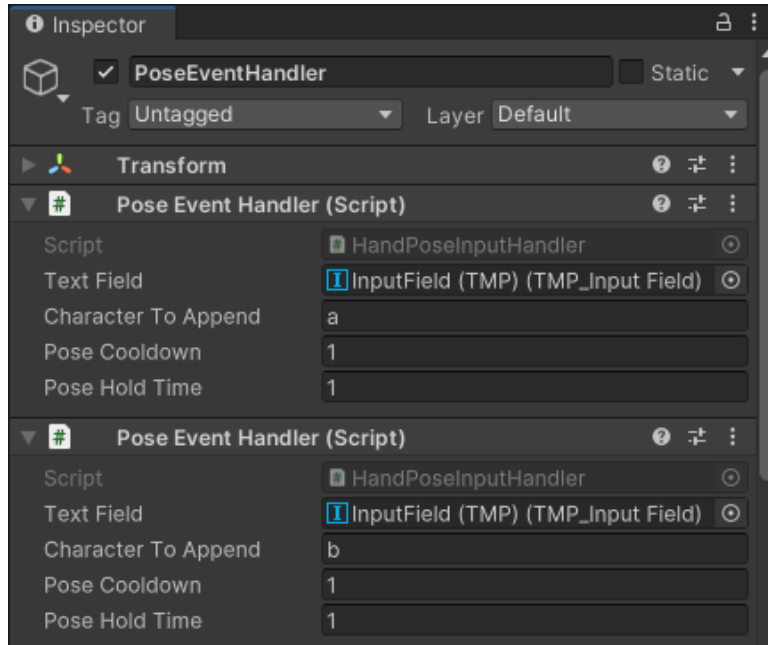 Inspector
PoseEventHandler Static
Tag Untagged Layer Default
Transform
# Pose Event Handler (Script)
Script # HandPoseInputHandler
Text Field I InputField (TMP) (TMP_Input Field)
Character To Append a
Pose Cooldown 1
Pose Hold Time 1
# Pose Event Handler (Script)
Script # HandPoseInputHandler
Text Field I InputField (TMP) (TMP_Input Field)
Character To Append b
Pose Cooldown 1
Pose Hold Time 1